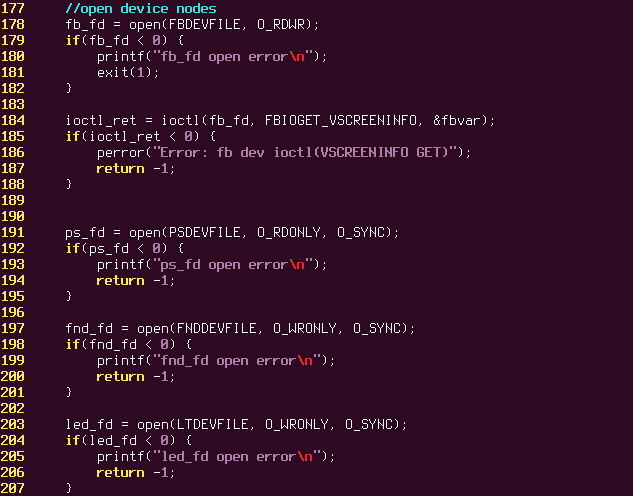 177     //open device nodes
178     fb_fd = open(FBDEVFILE, O_RDWR);
179     if(fb_fd < 0) {
180         printf("fb_fd open error\n");
181         exit(1);
182     }
183
184     ioctl_ret = ioctl(fb_fd, FBIOGET_VSCREENINFO, &fbvar);
185     if(ioctl_ret < 0) {
186         perror("Error: fb dev ioctl(VSCREENINFO GET)");
187         return -1;
188     }
189
190
191     ps_fd = open(PSDEVFILE, O_RDONLY, O_SYNC);
192     if(ps_fd < 0) {
193         printf("ps_fd open error\n");
194         return -1;
195     }
196
197     fnd_fd = open(FNDDEVFILE, O_WRONLY, O_SYNC);
198     if(fnd_fd < 0) {
199         printf("fnd_fd open error\n");
200         return -1;
201     }
202
203     led_fd = open(LTDEVFILE, O_WRONLY, O_SYNC);
204     if(led_fd < 0) {
205         printf("led_fd open error\n");
206         return -1;
207     }